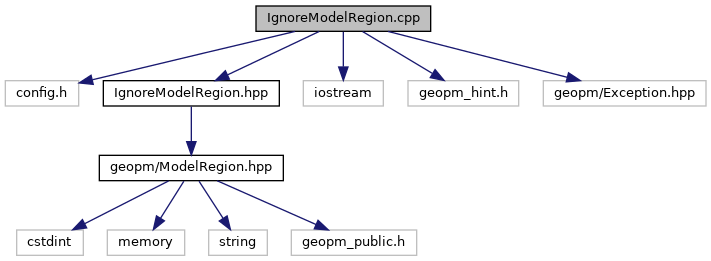 IgnoreModelRegion.cpp
config.h
IgnoreModelRegion.hpp
iostream
geopm_hint.h
geopm/Exception.hpp
geopm/ModelRegion.hpp
cstdint
memory
string
geopm_public.h